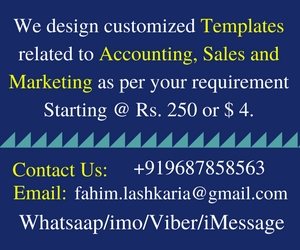 We design customized Templates
related to Accounting, Sales and
Marketing as per your requirement
Starting @ Rs. 250 or $ 4.
Contact Us: +919687858563
Email: fahim.lashkaria@gmail.com
Whatsaap/imo/Viber/iMessage